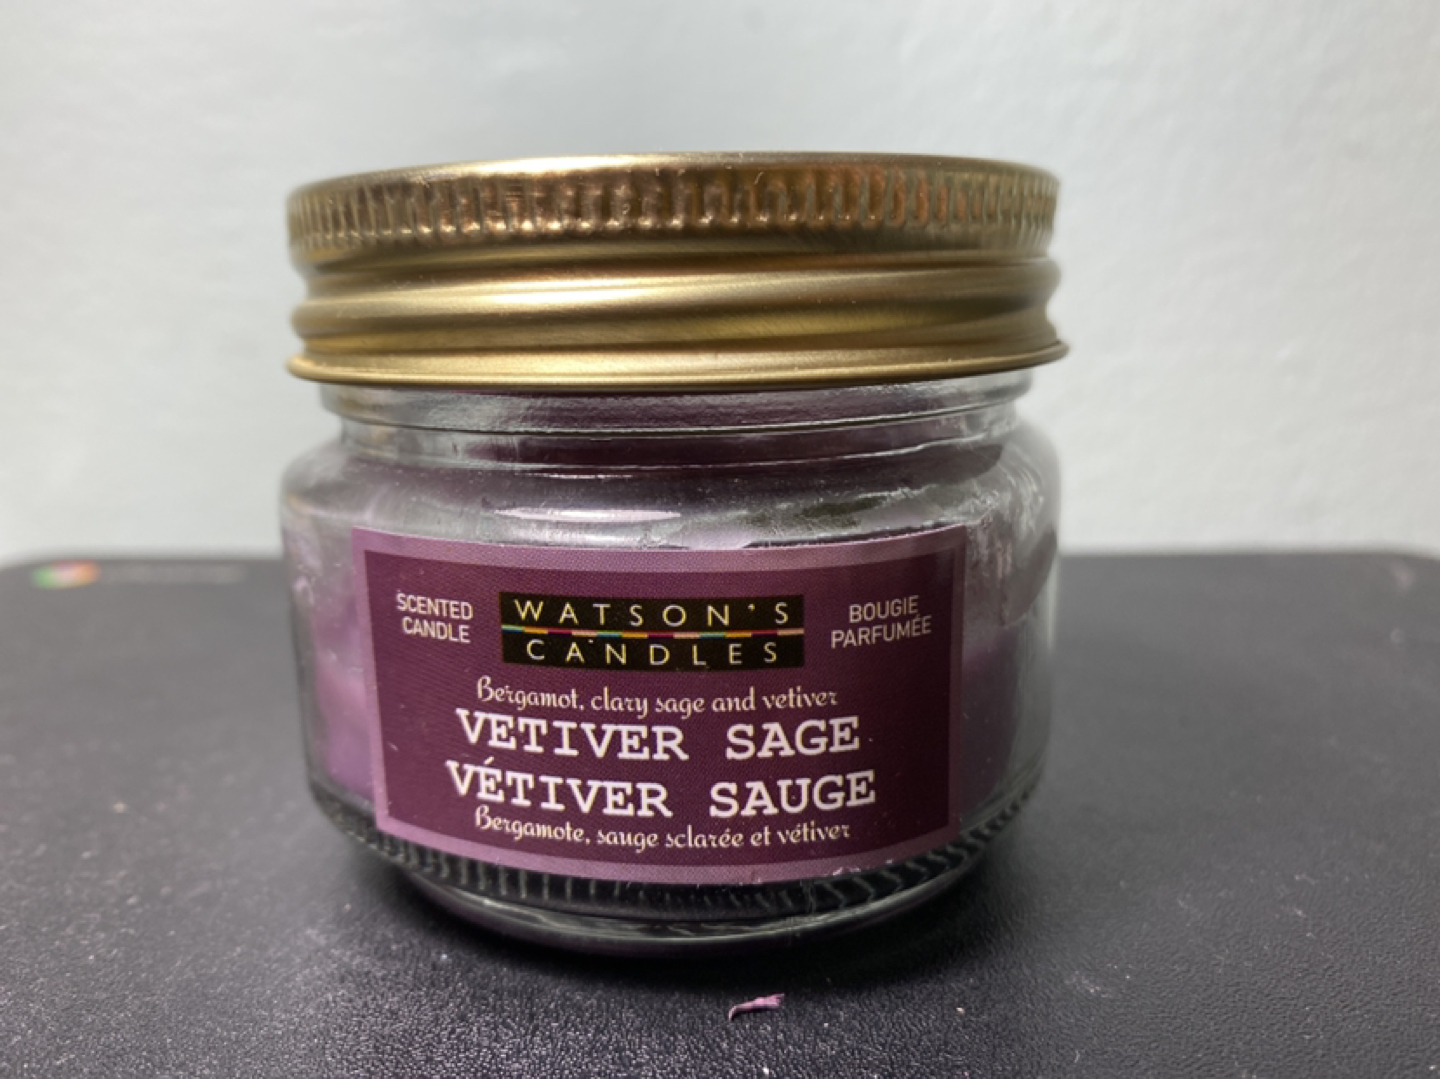 SCENTED
CANDLE
WATSON'S
CANDLES
BOUGIE
PARFUMÉE
Bergamot, clary sage and vetiver
VETIVER SAGE
VÉTIVER SAUGE
Bergamote, sauge sclarée et vétiver